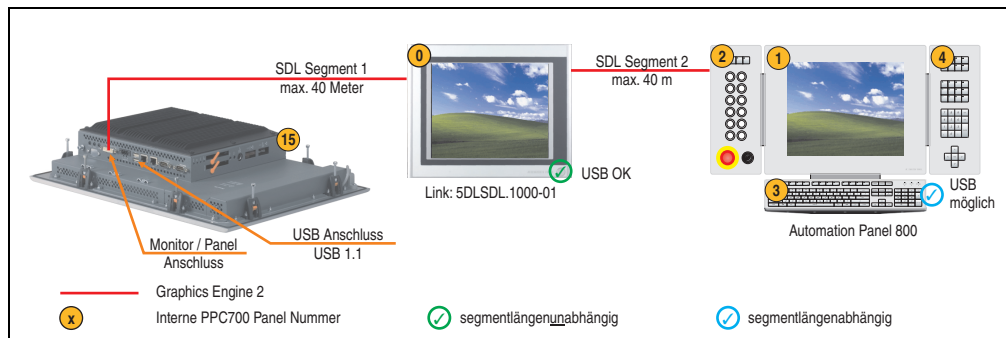 SDL Segment 1
max. 40 Meter
0
SDL Segment 2
max. 40 m
2
1
4
15
USB OK
Link: 5DLSDL.1000-01
3
USB
möglich
Automation Panel 800
Monitor / Panel
Anschluss
USB Anschluss
USB 1.1
Graphics Engine 2
x
Interne PPC700 Panel Nummer
segmentlängenunabhängig
segmentlängenabhängig